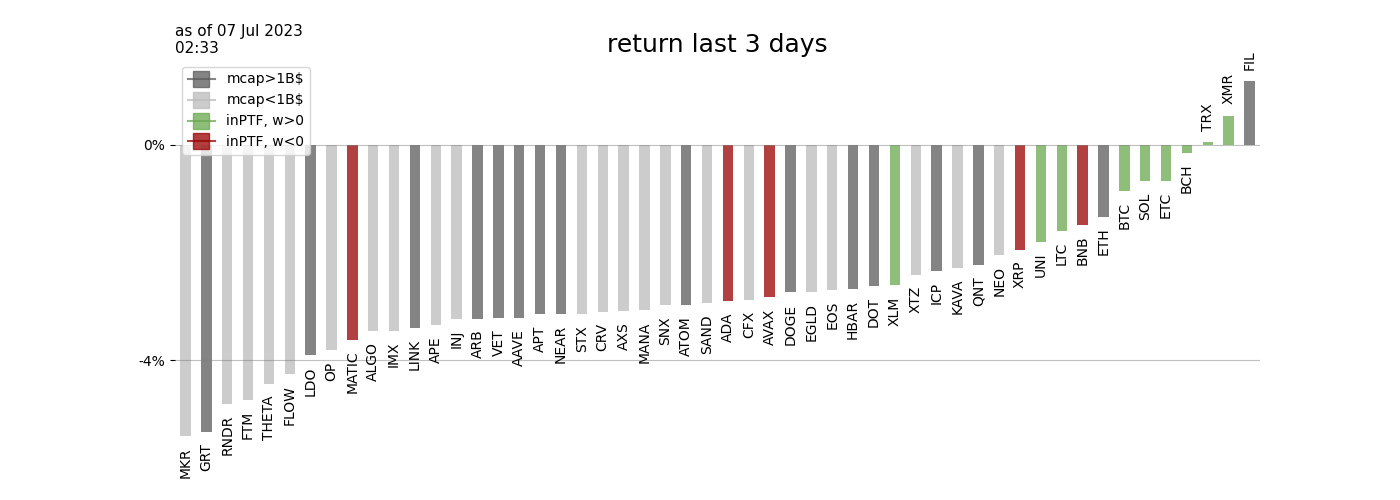 as of 07 Jul 2023
02:33
return last 3 days
mcap>1B$
mcap<1B$
inPTF, w>0
inPTF, w<0
0%
-4%
MKR
GRT
RNDR
FTM
THETA
FLOW
LDO
OP
MATIC
ALGO
IMX
LINK
APE
INJ
ARB
VET
AAVE
APT
NEAR
STX
CRV
AXS
MANA
SNX
ATOM
SAND
ADA
CFX
AVAX
DOGE
EGLD
EOS
HBAR
DOT
XLM
XTZ
ICP
KAVA
QNT
NEO
XRP
UNI
LTC
BNB
ETH
BTC
SOL
ETC
BCH
TRX
XMR
FIL